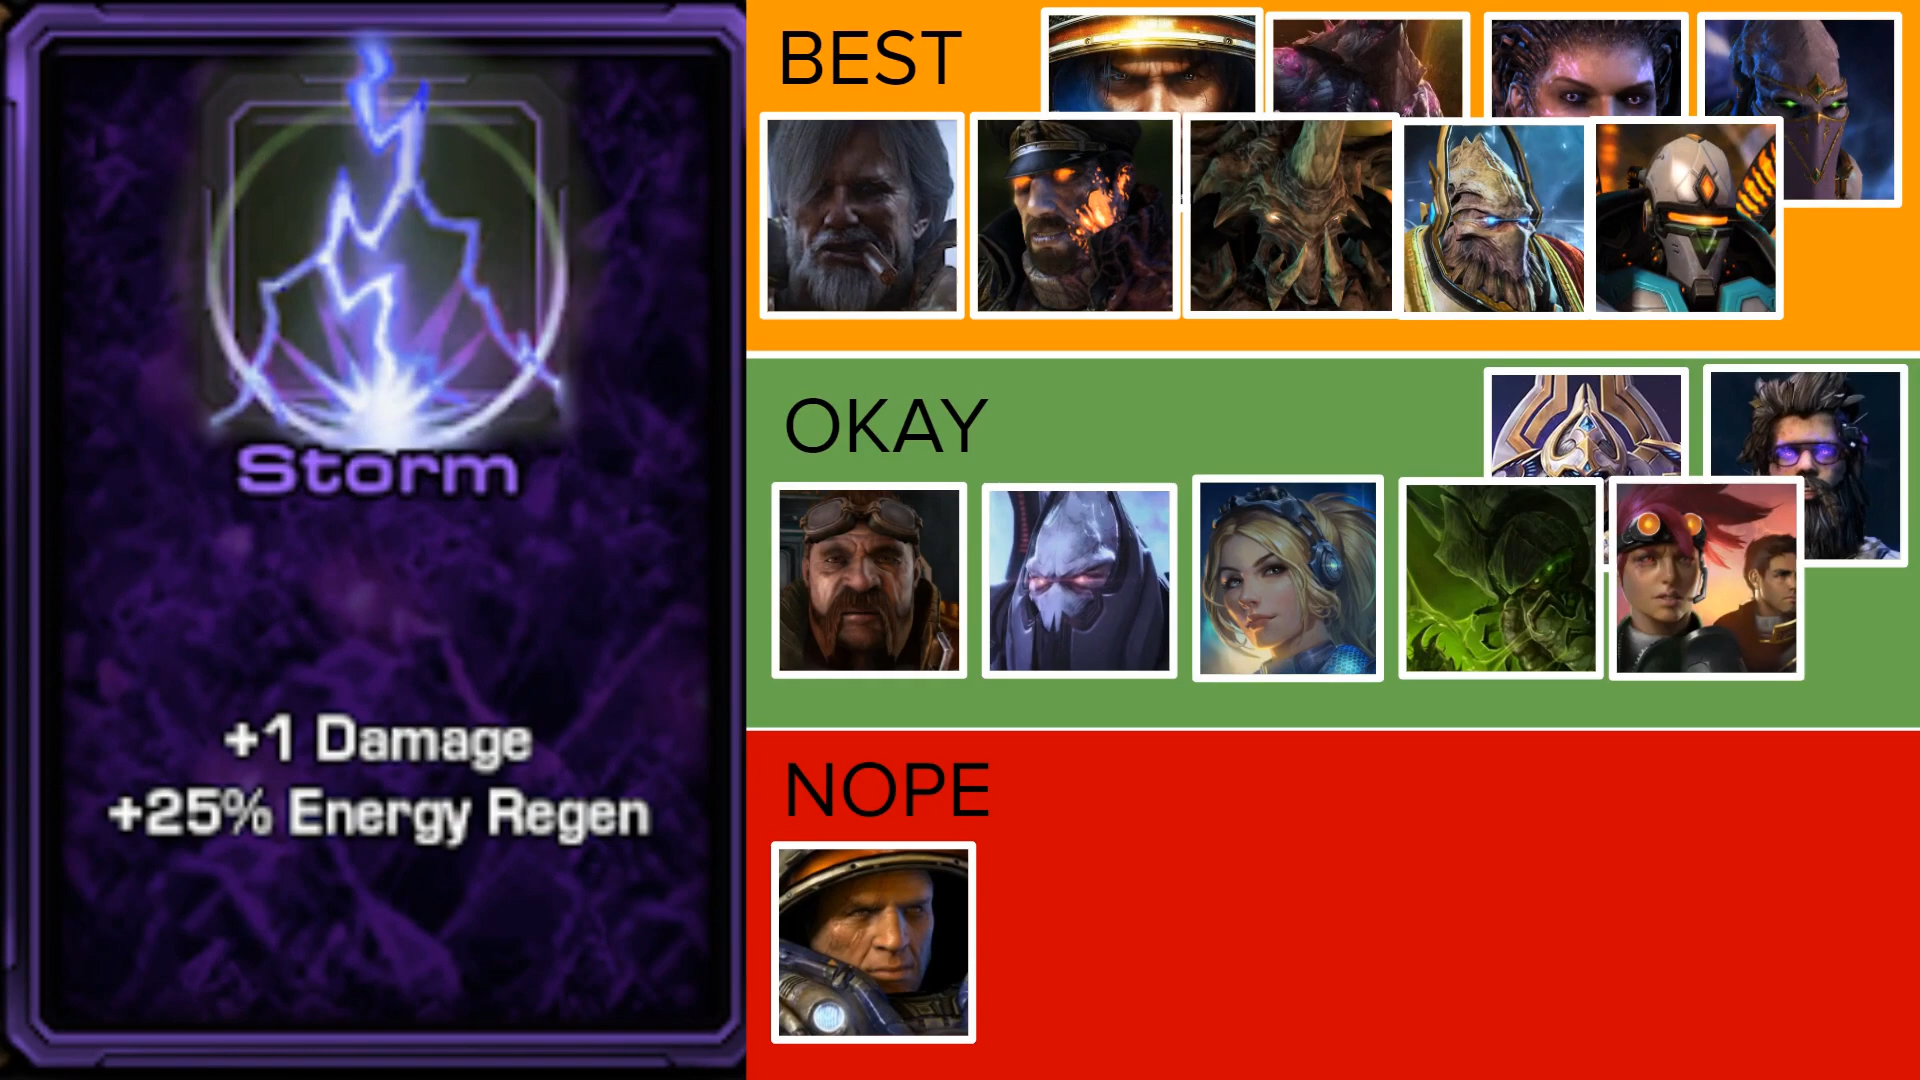 Storm
+1 Damage
+25% Energy Regen
BEST
OKAY
NOPE